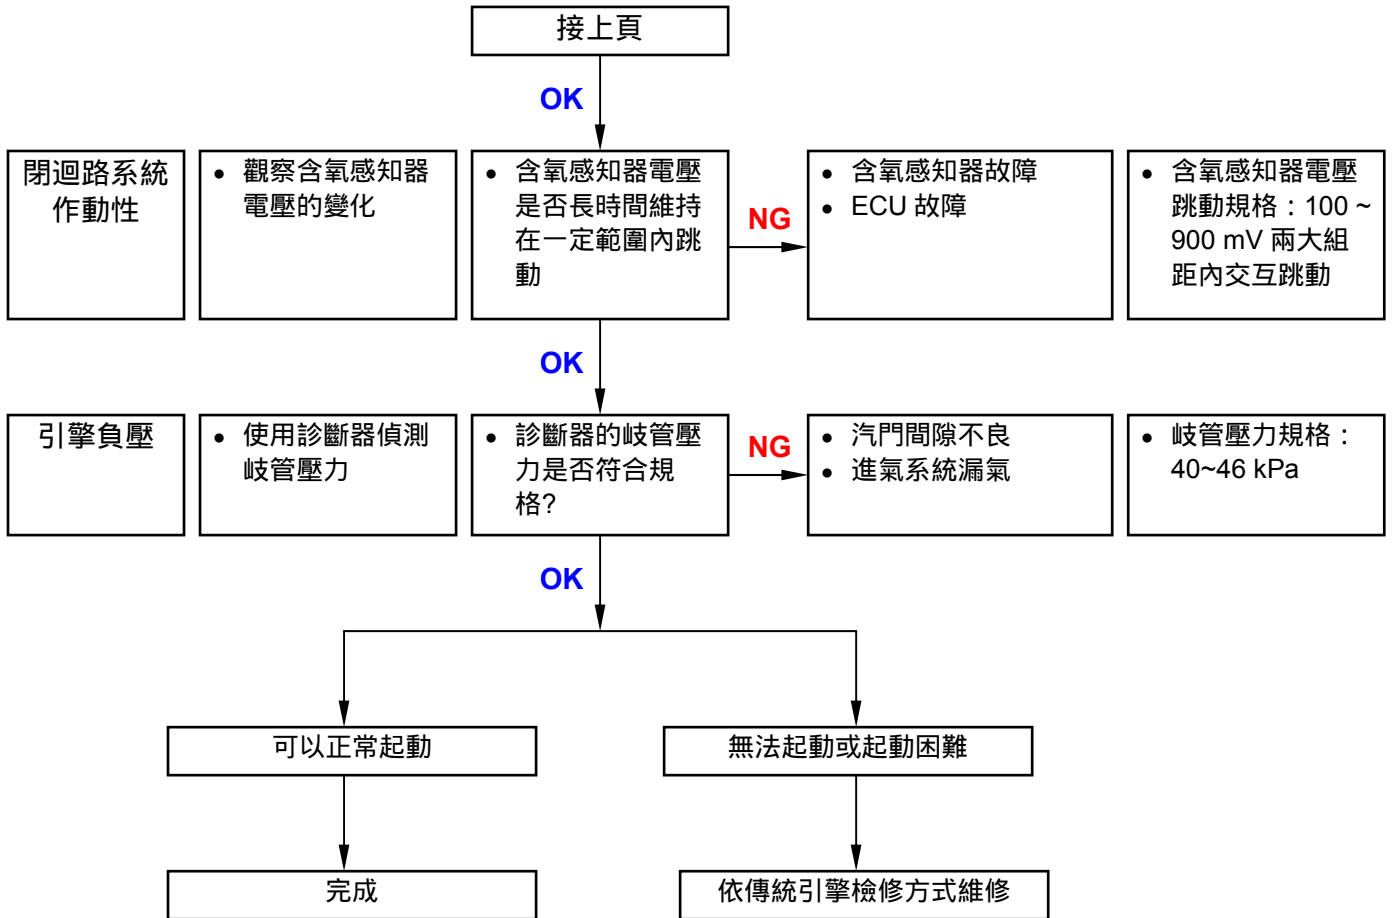 接上頁
OK
閉迴路系統
作動性
• 觀察含氧感知器
電壓的變化
• 含氧感知器電壓
是否長時間維持
在一定範圍內跳
動
NG
• 含氧感知器故障
• ECU 故障
• 含氧感知器電壓
跳動規格：100 ~
900 mV 兩大組
距內交互跳動
OK
引擎負壓
• 使用診斷器偵測
岐管壓力
• 診斷器的岐管壓
力是否符合規
格?
NG
• 汽門間隙不良
• 進氣系統漏氣
• 岐管壓力規格：
40~46 kPa
OK
可以正常起動
無法起動或起動困難
完成
依傳統引擎檢修方式維修